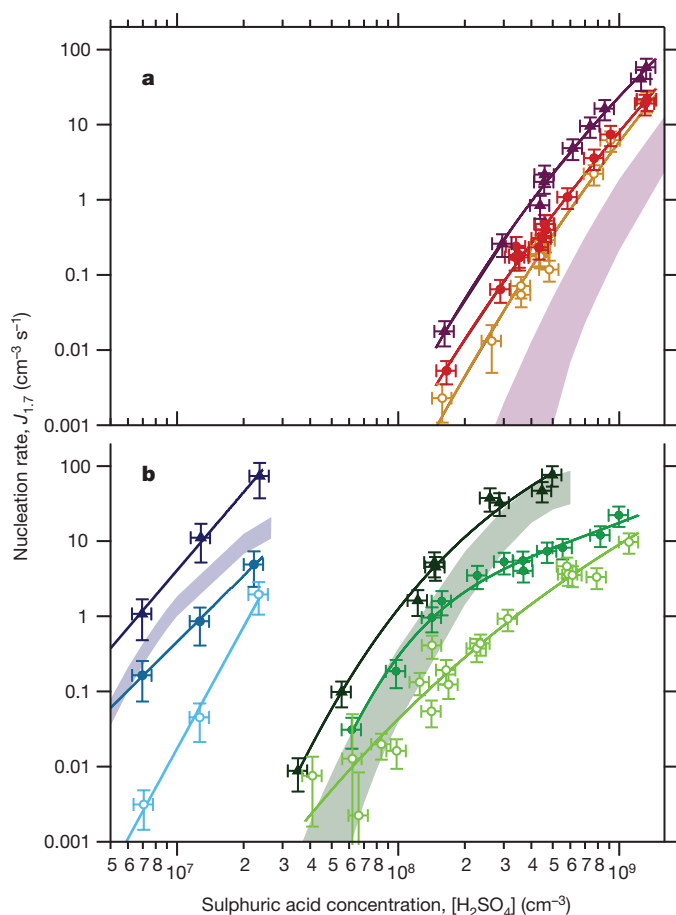 100
a
10
1
0.1
0.01
0.001
Nucleation rate, J1.7 (cm−3 s−1)
100
b
10
1
0.1
0.01
0.001
5 6 7 8 10⁷ 2 3 4 5 6 7 8 10⁸ 2 3 4 5 6 7 8 10⁹
Sulphuric acid concentration, [H2SO4] (cm−3)